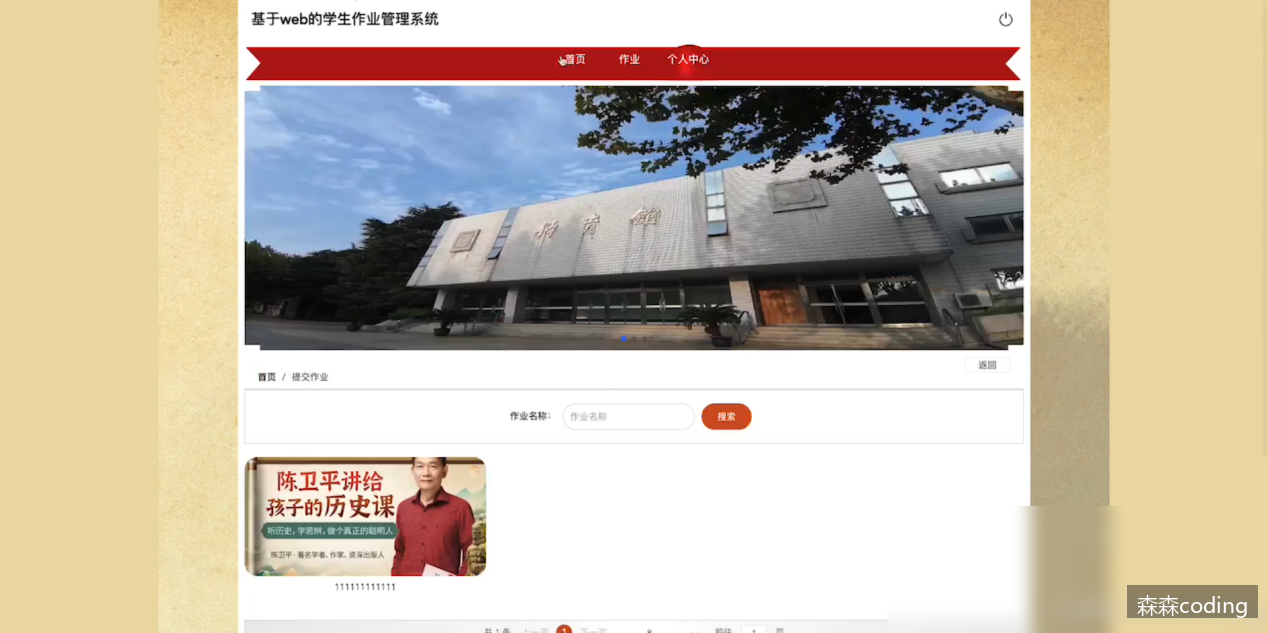 基于web的学生作业管理系统
首页 作业 个人中心
体育馆
返回
首页 / 提交作业
作业名称: 作业名称 搜索
陈卫平讲给
孩子的历史课
听历史,学思辨,做个真正的聪明人
陈卫平·著名学者、作家、资深出版人
111111111111
共 1 条 上一页 1 下一页 8 前往 1 页
森森coding